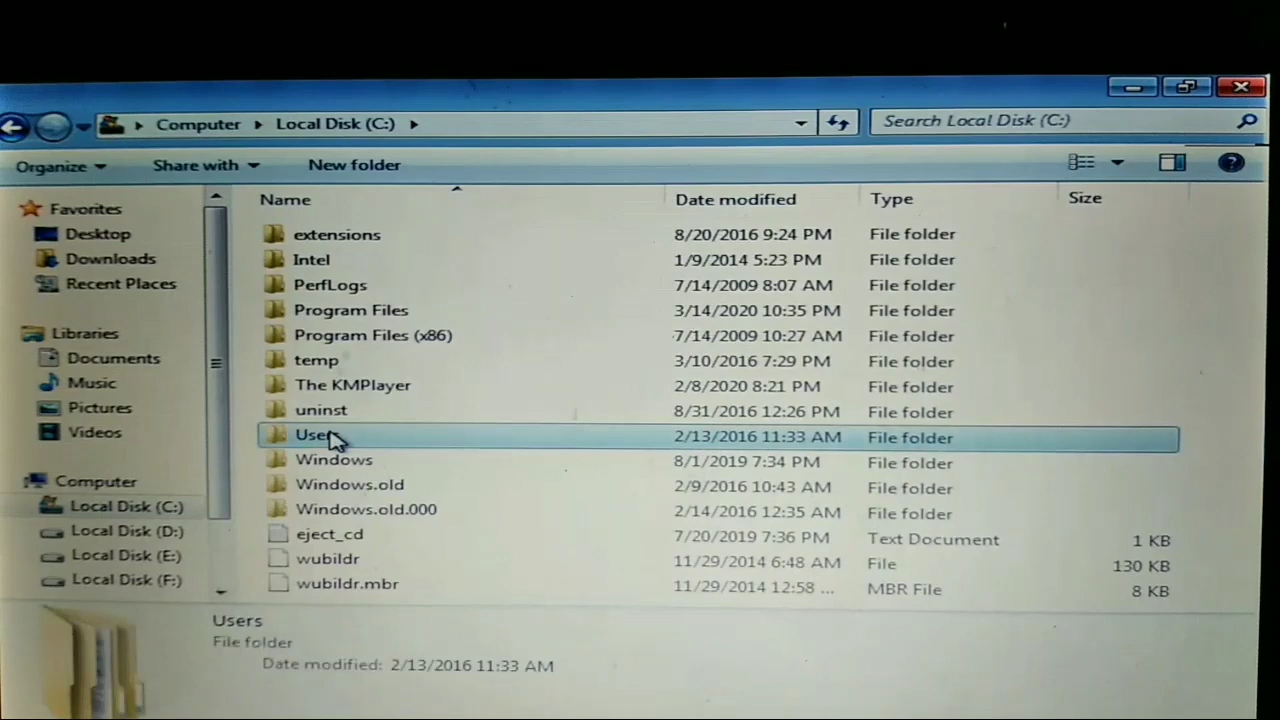 Computer Local Disk (C:) Search Local Disk (C:)
Organize Share with New folder
Name Date modified Type Size
Favorites
Desktop
Downloads
Recent Places
Libraries
Documents
Music
Pictures
Videos
Computer
Local Disk (C:)
Local Disk (D:)
Local Disk (E:)
Local Disk (F:)
extensions 8/20/2016 9:24 PM File folder
Intel 1/9/2014 5:23 PM File folder
PerfLogs 7/14/2009 8:07 AM File folder
Program Files 3/14/2020 10:35 PM File folder
Program Files (x86) 7/14/2009 10:27 AM File folder
temp 3/10/2016 7:29 PM File folder
The KMPlayer 2/8/2020 8:21 PM File folder
uninst 8/31/2016 12:26 PM File folder
Users 2/13/2016 11:33 AM File folder
Windows 8/1/2019 7:34 PM File folder
Windows.old 2/9/2016 10:43 AM File folder
Windows.old.000 2/14/2016 12:35 AM File folder
eject_cd 7/20/2019 7:36 PM Text Document 1 KB
wubildr 11/29/2014 6:48 AM File 130 KB
wubildr.mbr 11/29/2014 12:58 ... MBR File 8 KB
Users
File folder
Date modified: 2/13/2016 11:33 AM